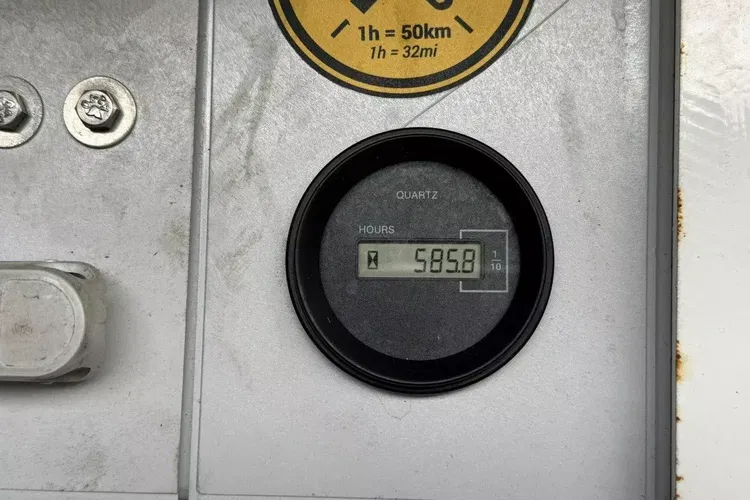 1h = 50km
1h = 32mi
QUARTZ
HOURS
585.8
1/10